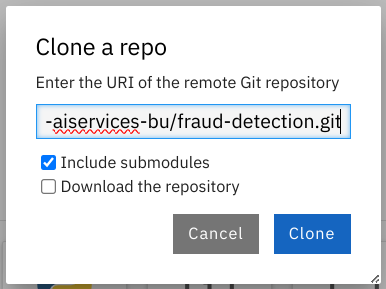 Clone a repo
Enter the URI of the remote Git repository
-aiservices-bu/fraud-detection.git
Include submodules
Download the repository
Cancel
Clone